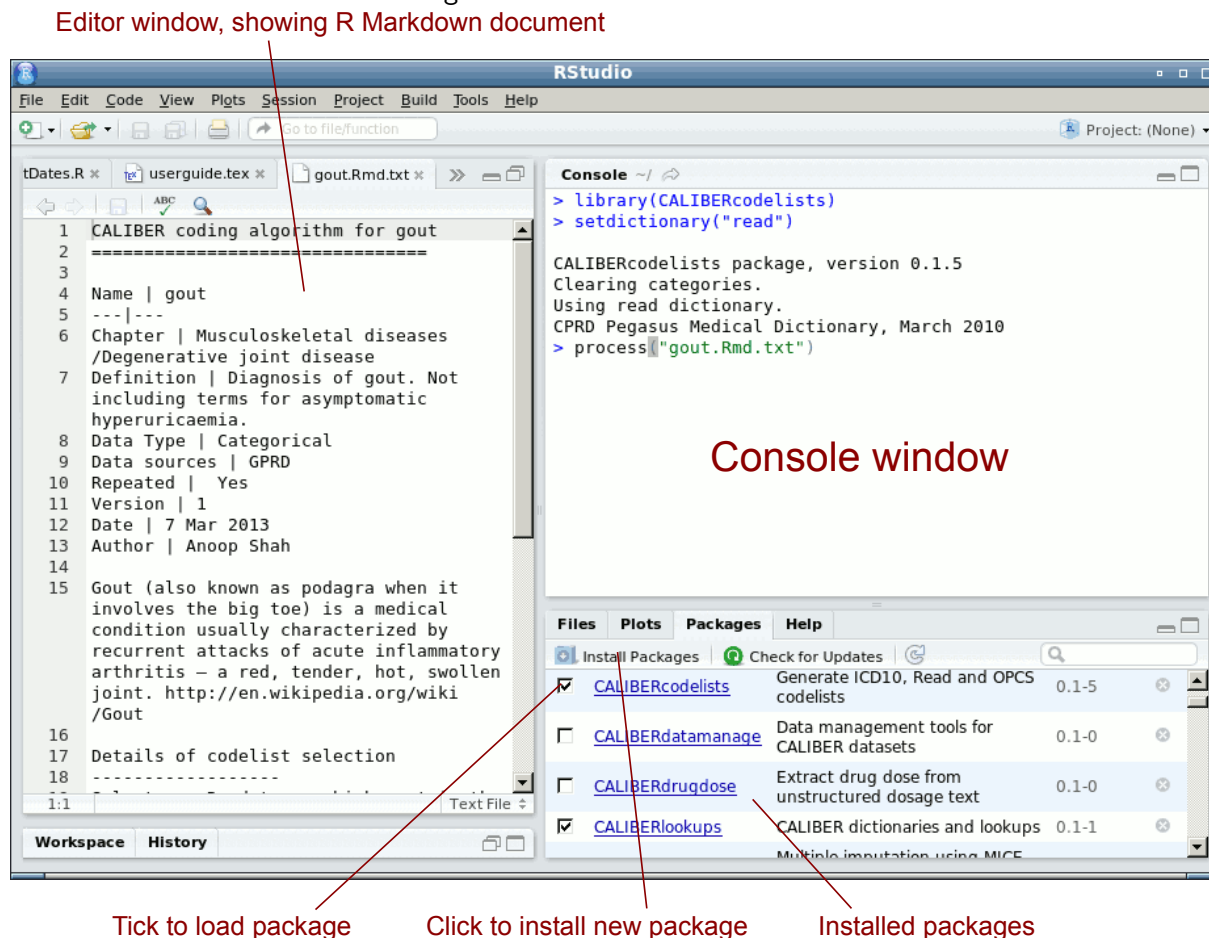 Editor window, showing R Markdown document
RStudio
File Edit Code View Plots Session Project Build Tools Help
Go to file/function
Project: (None)
tDates.R
userguide.tex
gout.Rmd.txt
ABC
1 CALIBER coding algorithm for gout
2 ==================================
3
4 Name | gout
5 ---|---
6 Chapter | Musculoskeletal diseases
/Degenerative joint disease
7 Definition | Diagnosis of gout. Not
including terms for asymptomatic
hyperuricaemia.
8 Data Type | Categorical
9 Data sources | GPRD
10 Repeated |  Yes
11 Version | 1
12 Date | 7 Mar 2013
13 Author | Anoop Shah
14
15 Gout (also known as podagra when it
involves the big toe) is a medical
condition usually characterized by
recurrent attacks of acute inflammatory
arthritis — a red, tender, hot, swollen
joint. http://en.wikipedia.org/wiki
/Gout
16
17 Details of codelist selection
18 ------------------
1:1
Text File
Workspace History
Console ~/
> library(CALIBERcodelists)
> setdictionary("read")
CALIBERcodelists package, version 0.1.5
Clearing categories.
Using read dictionary.
CPRD Pegasus Medical Dictionary, March 2010
> process("gout.Rmd.txt")
Console window
Files Plots Packages Help
Install Packages Check for Updates
CALIBERcodelists Generate ICD10, Read and OPCS codelists 0.1-5
CALIBERdatamanage Data management tools for CALIBER datasets 0.1-0
CALIBERdrugdose Extract drug dose from unstructured dosage text 0.1-0
CALIBERlookups CALIBER dictionaries and lookups 0.1-1
Multiple imputation using MICE
Tick to load package
Click to install new package
Installed packages